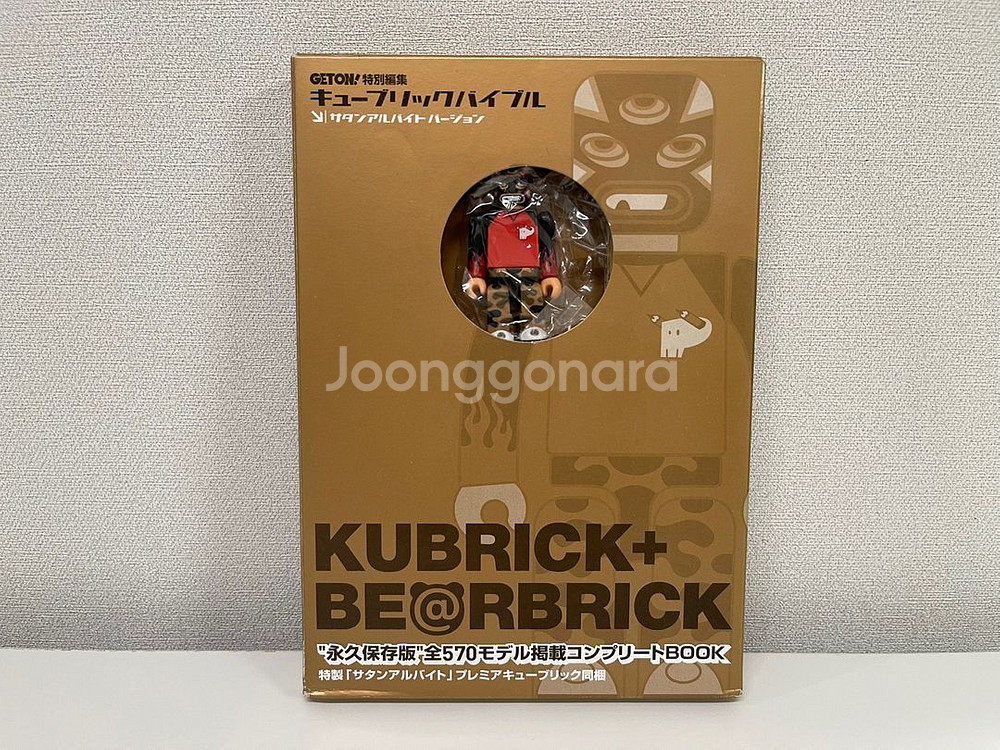 GETON! 特別編集
キューブリックバイブル
サタンアルバイト バージョン
Joonggonara
KUBRICK+
BE@RBRICK
"永久保存版"全570モデル掲載コンプリートBOOK
特製「サタンアルバイト」プレミアキューブリック同梱